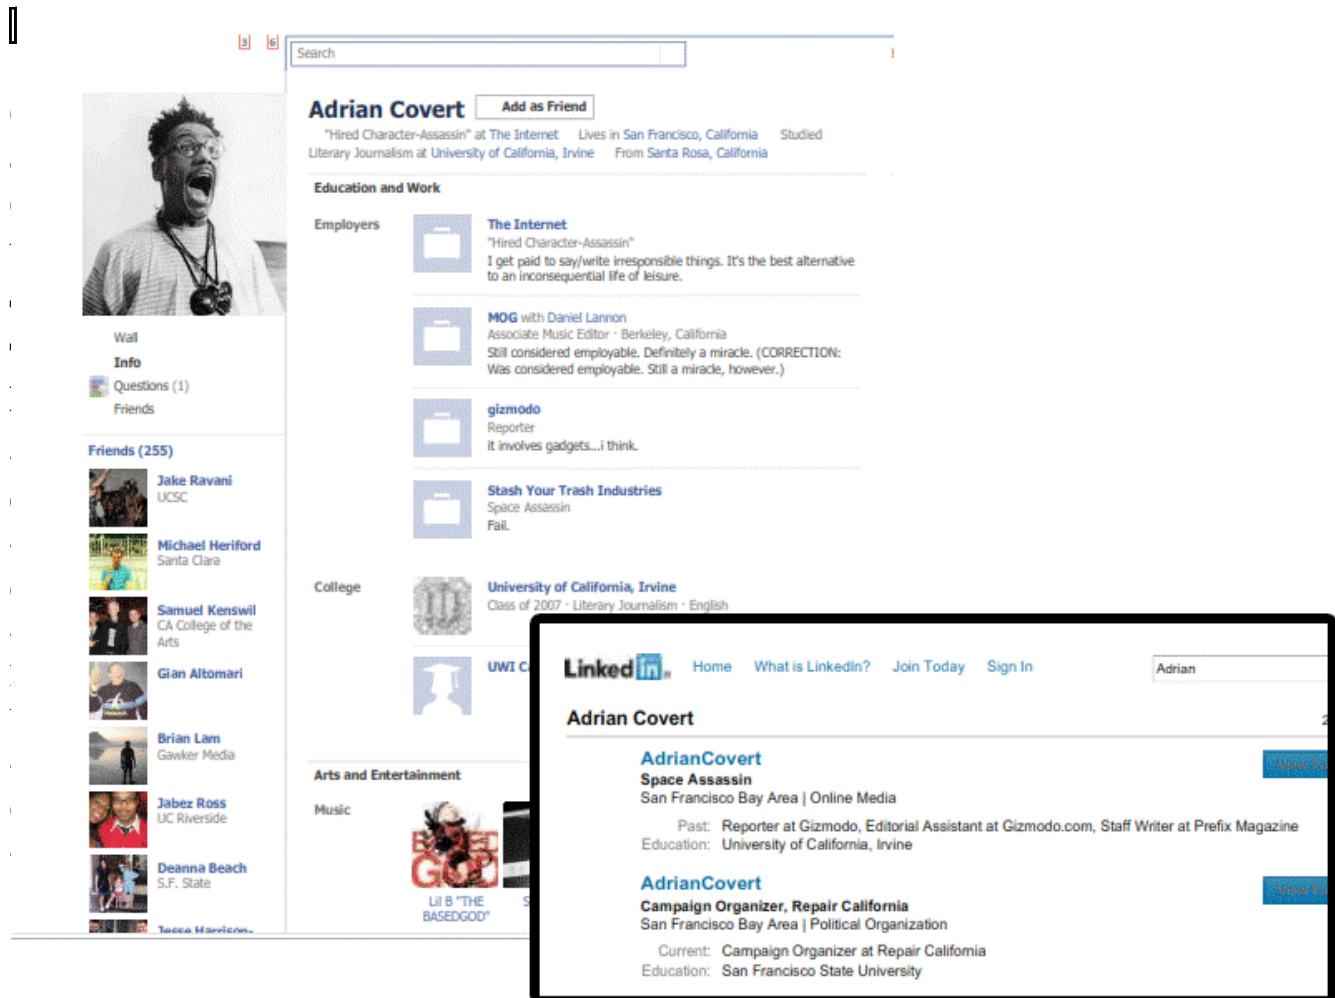 3 6
Search
Adrian Covert Add as Friend
"Hired Character-Assassin" at The Internet Lives in San Francisco, California Studied
Literary Journalism at University of California, Irvine From Santa Rosa, California
Education and Work
Employers
The Internet
"Hired Character-Assassin"
I get paid to say/write irresponsible things. It's the best alternative
to an inconsequential life of leisure.
MOG with Daniel Lannon
Associate Music Editor · Berkeley, California
Still considered employable. Definitely a miracle. (CORRECTION:
Was considered employable. Still a miracle, however.)
gizmodo
Reporter
it involves gadgets...i think.
Stash Your Trash Industries
Space Assassin
Fail.
College
University of California, Irvine
Class of 2007 · Literary Journalism · English
UWI
Arts and Entertainment
Music
BASED
GOD
Lil B "THE
BASEDGOD"
Wall
Info
Questions (1)
Friends
Friends (255)
Jake Ravani
UCSC
Michael Heriford
Santa Clara
Samuel Kenswil
CA College of the
Arts
Gian Altomari
Brian Lam
Gawker Media
Jabez Ross
UC Riverside
Deanna Beach
S.F. State
Jesse Harrison-
Linked in Home What is LinkedIn? Join Today Sign In Adrian
Adrian Covert
AdrianCovert
Space Assassin
San Francisco Bay Area | Online Media
Past: Reporter at Gizmodo, Editorial Assistant at Gizmodo.com, Staff Writer at Prefix Magazine
Education: University of California, Irvine
AdrianCovert
Campaign Organizer, Repair California
San Francisco Bay Area | Political Organization
Current: Campaign Organizer at Repair California
Education: San Francisco State University